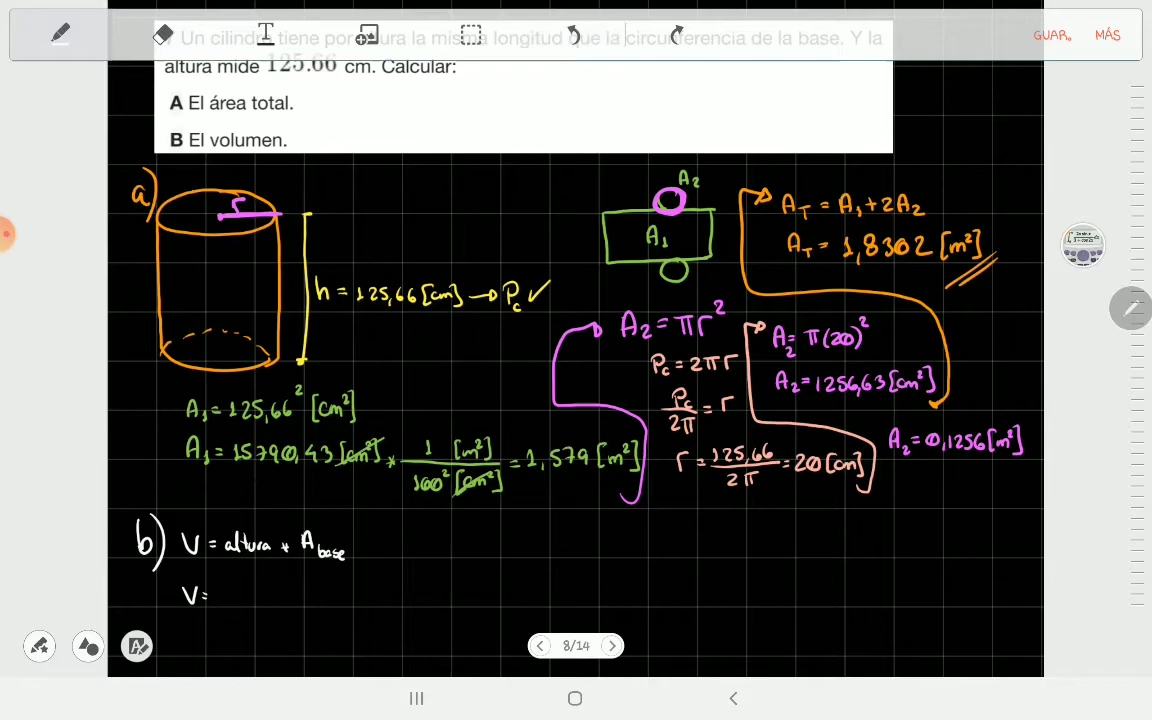 T
GUAR.
MÁS
Un cilindro tiene por altura la misma longitud que la circunferencia de la base. Y la
altura mide 125.66 cm. Calcular:
A El área total.
B El volumen.
a)
r
h = 125,66 [cm] → Pc ✓
A₁ = 125,66² [cm²]
A₁ = 15790,43 [cm²] * 1 [m²] / 100² [cm²] = 1,579 [m²]
A₂
A₁
A₂ = πr²
Pc = 2πr
Pc / 2π = r
r = 125,66 / 2π = 20 [cm]
A_T = A₁ + 2A₂
A_T = 1,8302 [m²]
A₂ = π(20)²
A₂ = 1256,63 [cm²]
A₂ = 0,1256 [m²]
b) V = altura * A base
V =
8/14